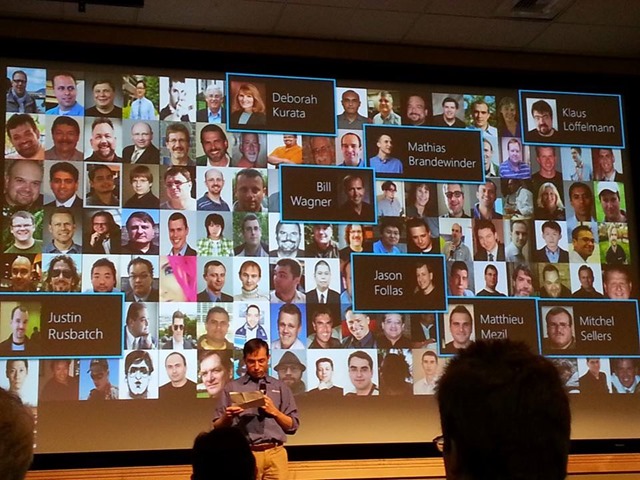 Deborah
Kurata
Klaus
Löffelmann
Mathias
Brandewinder
Bill
Wagner
Jason
Follas
Justin
Rusbatch
Matthieu
Mezil
Mitchel
Sellers